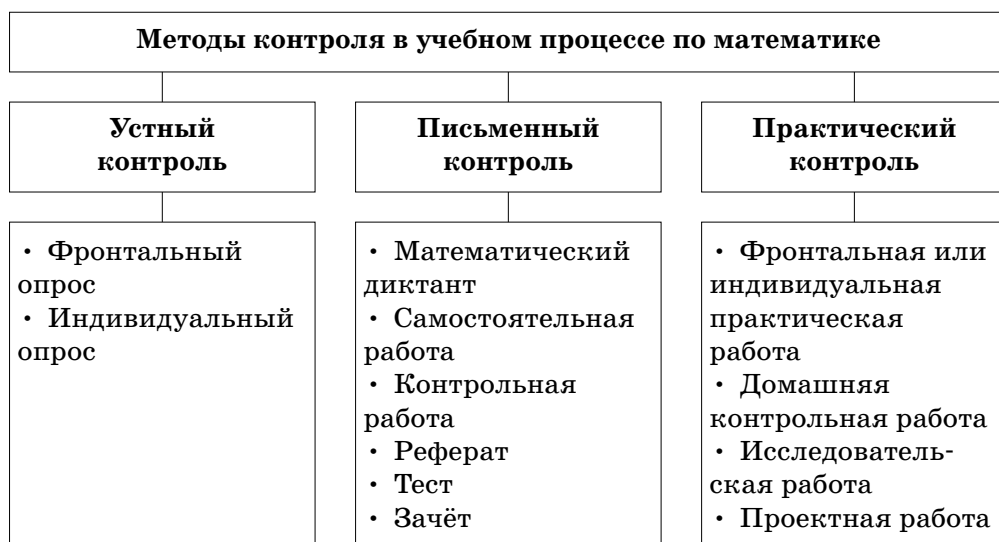 Методы контроля в учебном процессе по математике
Устный
контроль
Письменный
контроль
Практический
контроль
• Фронтальный
опрос
• Индивидуальный
опрос
• Математический
диктант
• Самостоятельная
работа
• Контрольная
работа
• Реферат
• Тест
• Зачёт
• Фронтальная или
индивидуальная
практическая
работа
• Домашняя
контрольная работа
• Исследователь-
ская работа
• Проектная работа